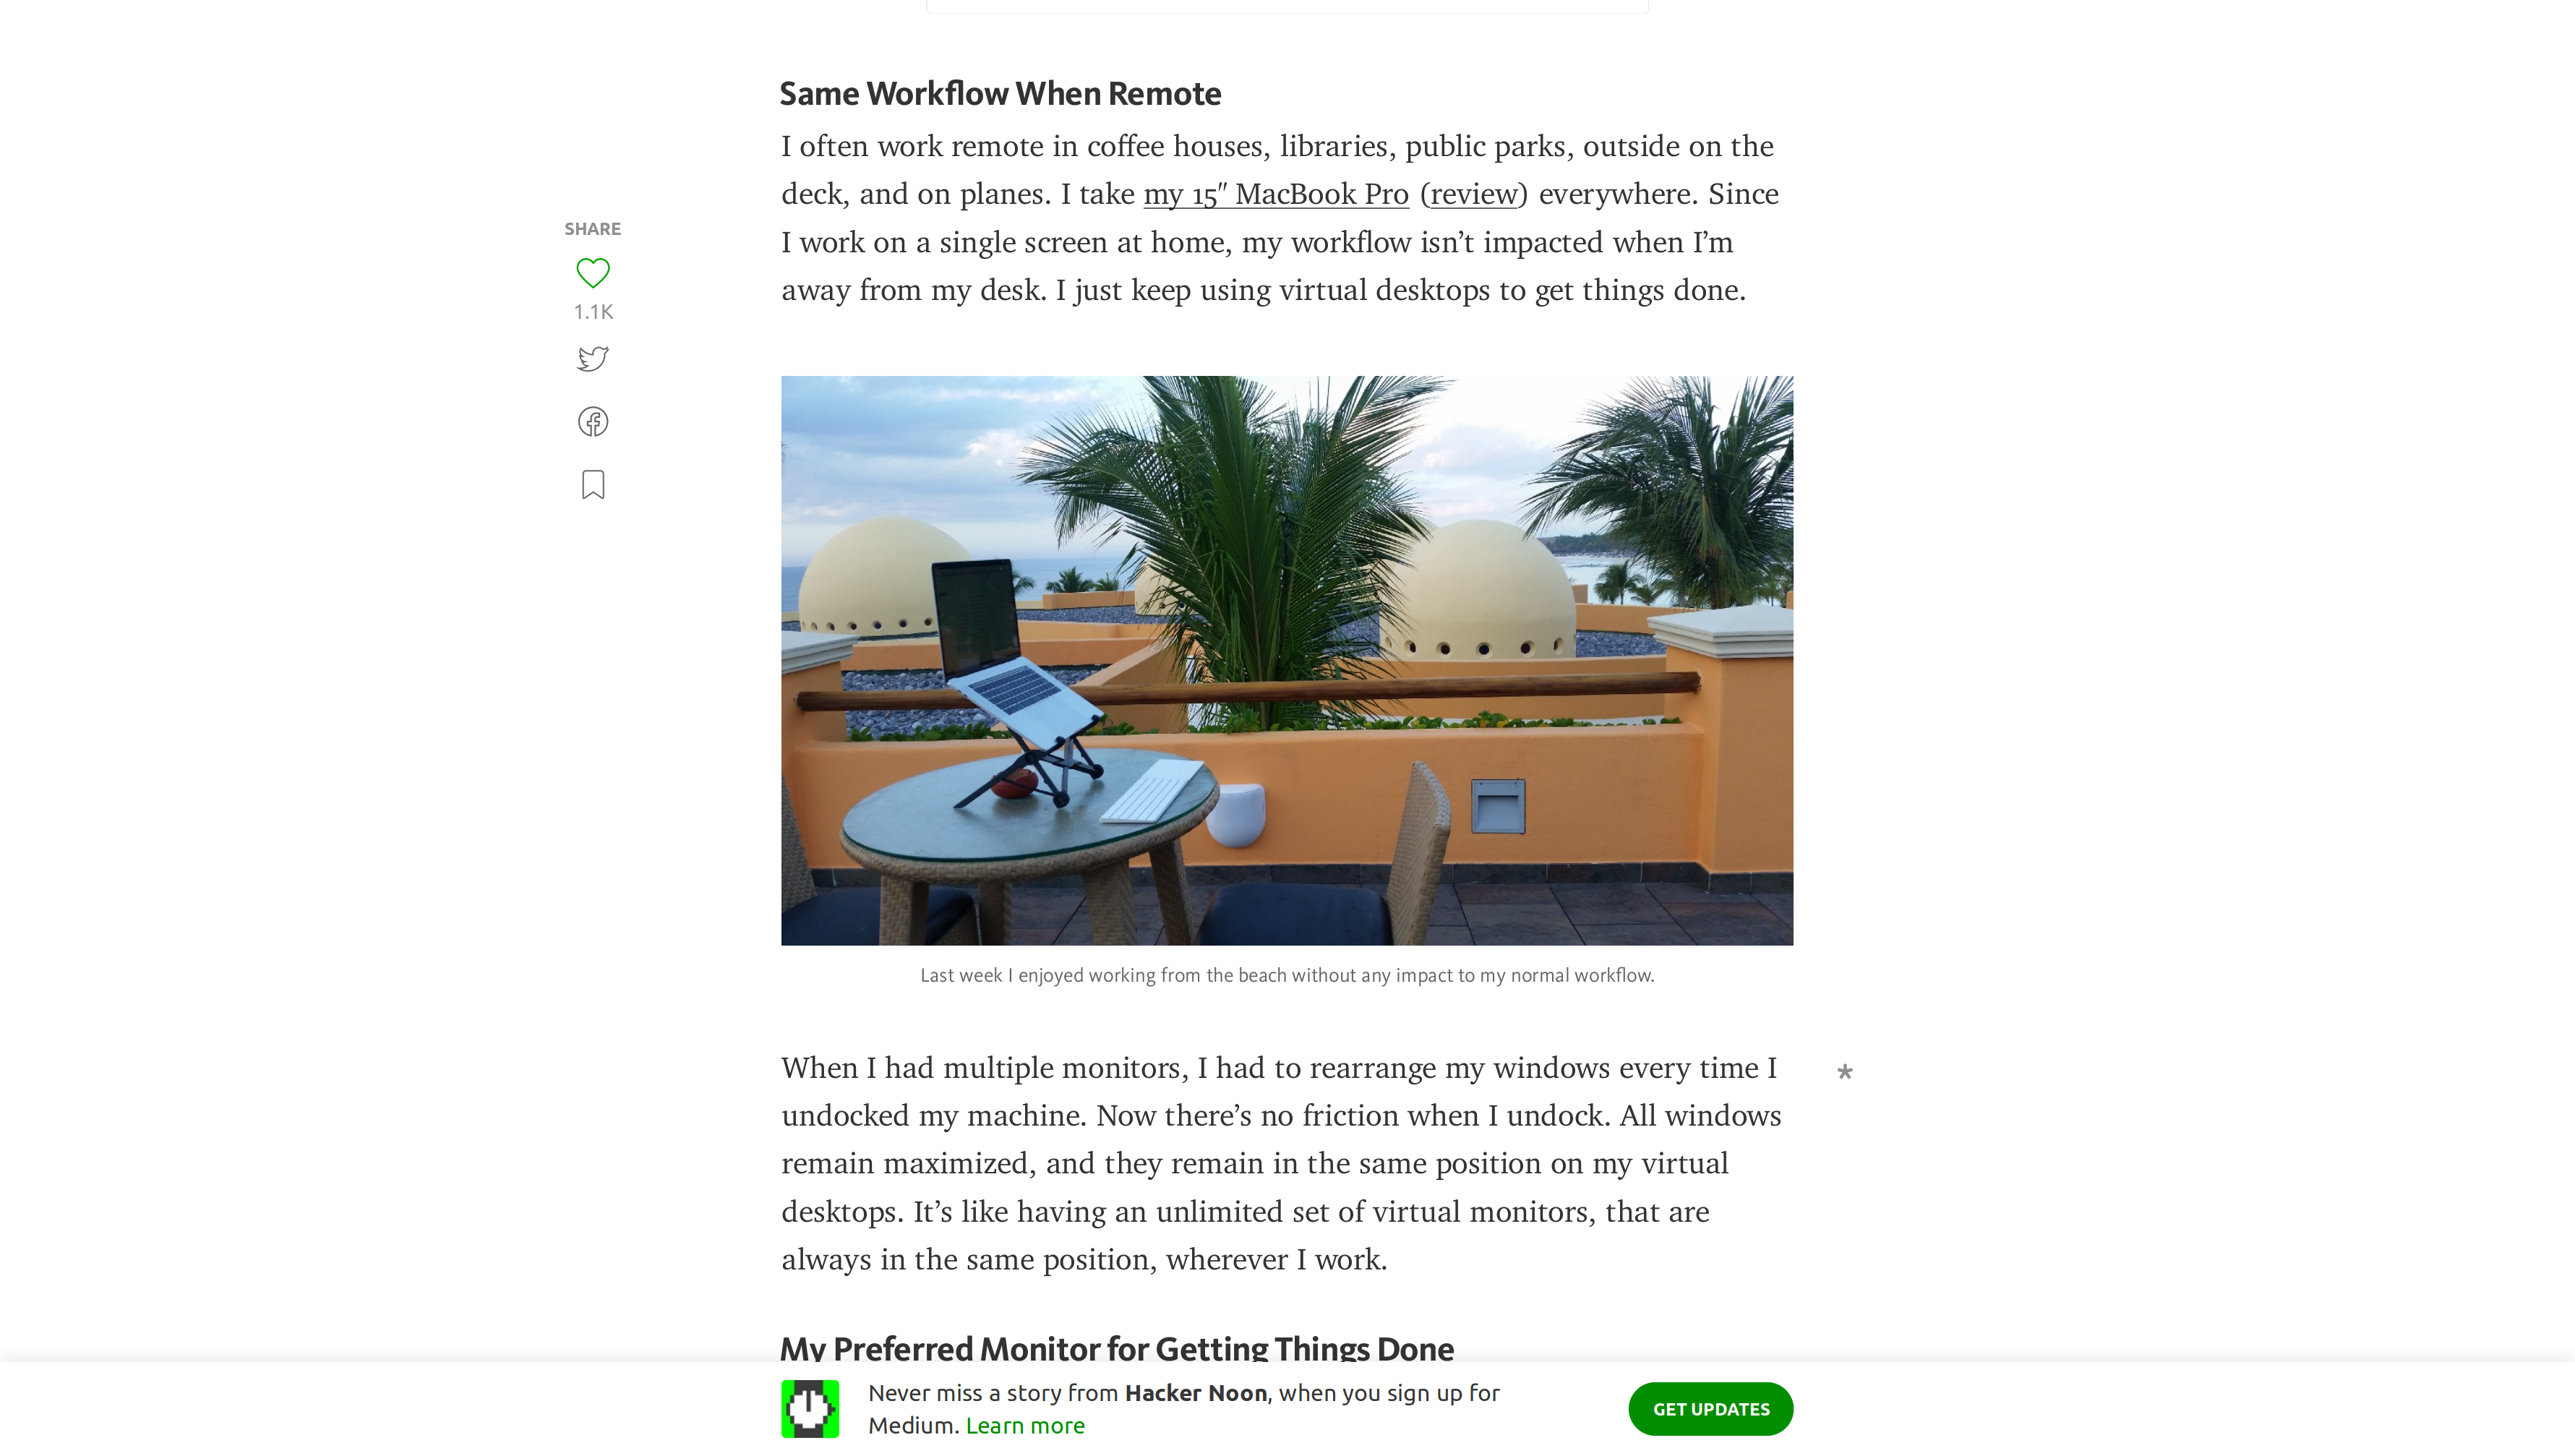 Same Workflow When Remote
I often work remote in coffee houses, libraries, public parks, outside on the
deck, and on planes. I take my 15″ MacBook Pro (review) everywhere. Since
I work on a single screen at home, my workflow isn’t impacted when I’m
away from my desk. I just keep using virtual desktops to get things done.
SHARE
1.1K
Last week I enjoyed working from the beach without any impact to my normal workflow.
When I had multiple monitors, I had to rearrange my windows every time I
undocked my machine. Now there’s no friction when I undock. All windows
remain maximized, and they remain in the same position on my virtual
desktops. It’s like having an unlimited set of virtual monitors, that are
always in the same position, wherever I work.
*
My Preferred Monitor for Getting Things Done
Never miss a story from Hacker Noon, when you sign up for
Medium. Learn more
GET UPDATES